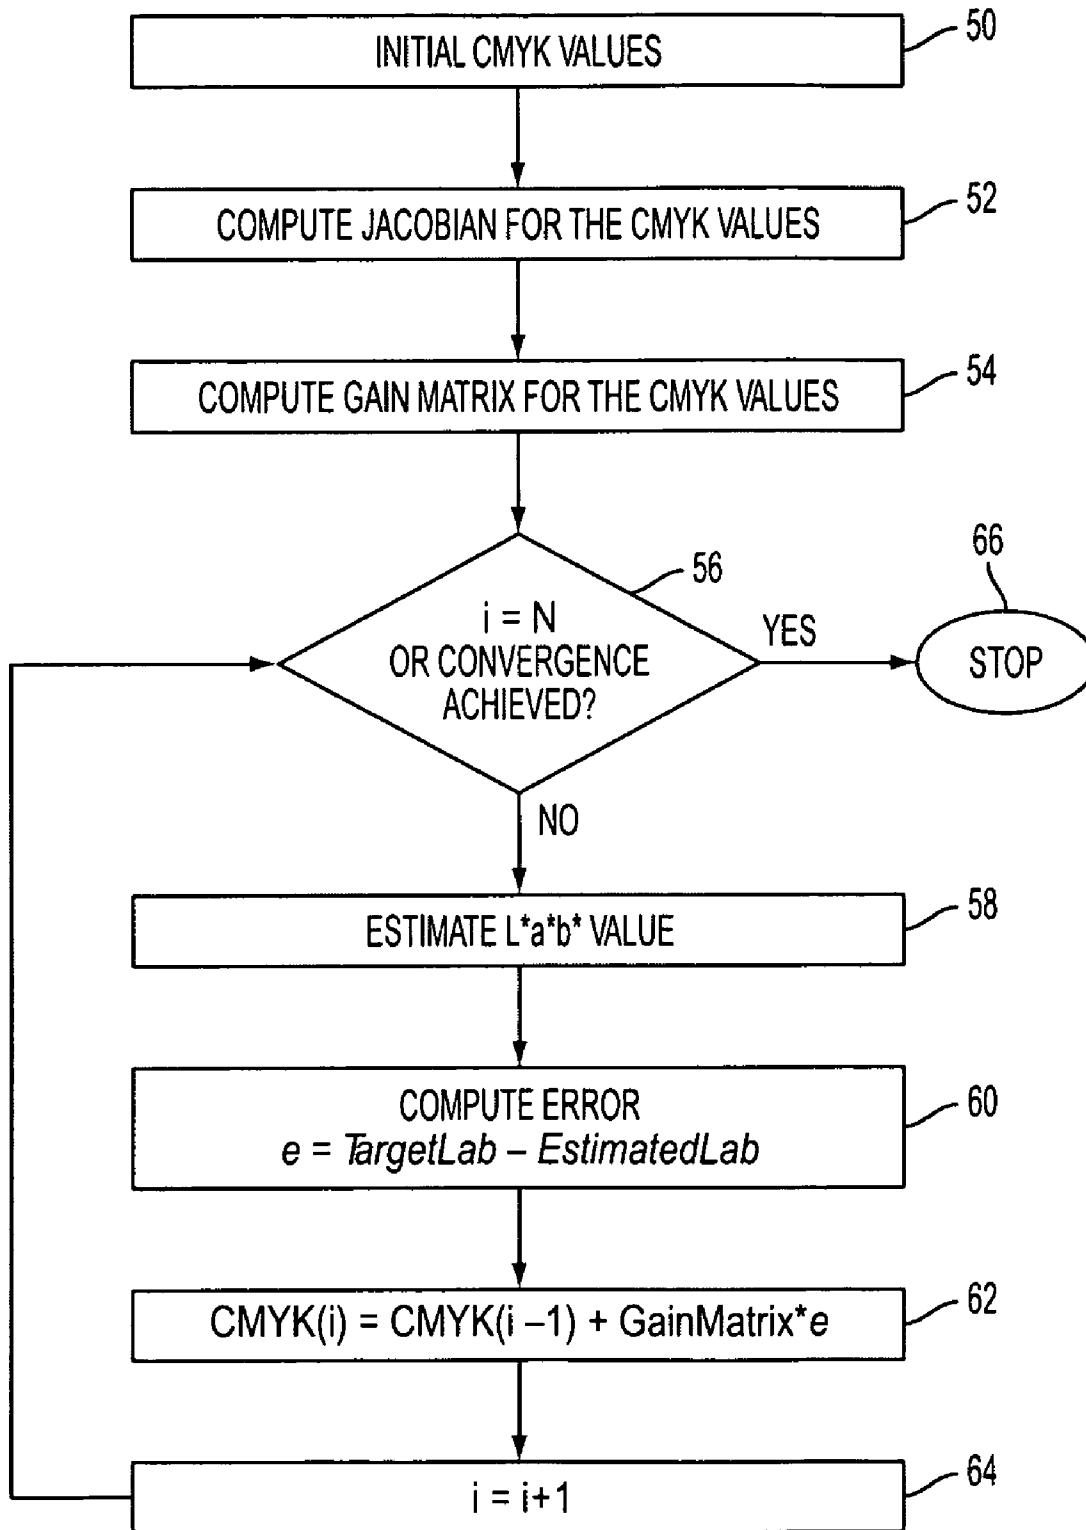 INITIAL CMYK VALUES
50
COMPUTE JACOBIAN FOR THE CMYK VALUES
52
COMPUTE GAIN MATRIX FOR THE CMYK VALUES
54
i = N
OR CONVERGENCE
ACHIEVED?
56
YES
66
STOP
NO
ESTIMATE L*a*b* VALUE
58
COMPUTE ERROR
e = TargetLab – EstimatedLab
60
CMYK(i) = CMYK(i –1) + GainMatrix*e
62
i = i+1
64